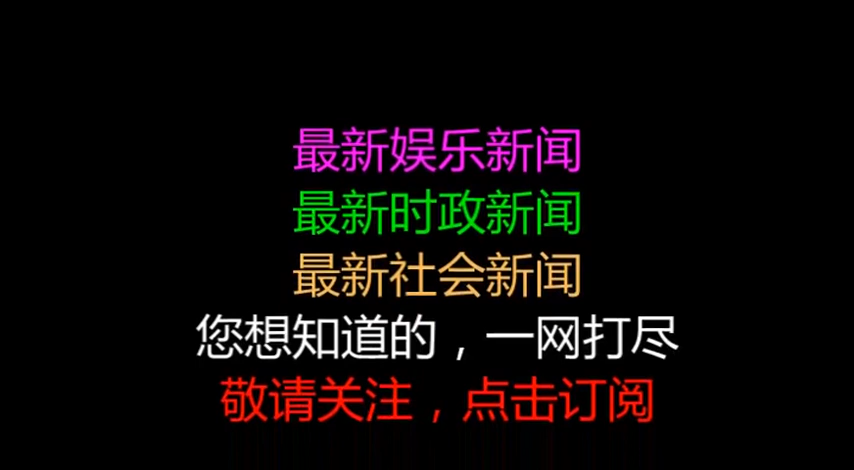 最新娱乐新闻
最新时政新闻
最新社会新闻
您想知道的，一网打尽
敬请关注，点击订阅